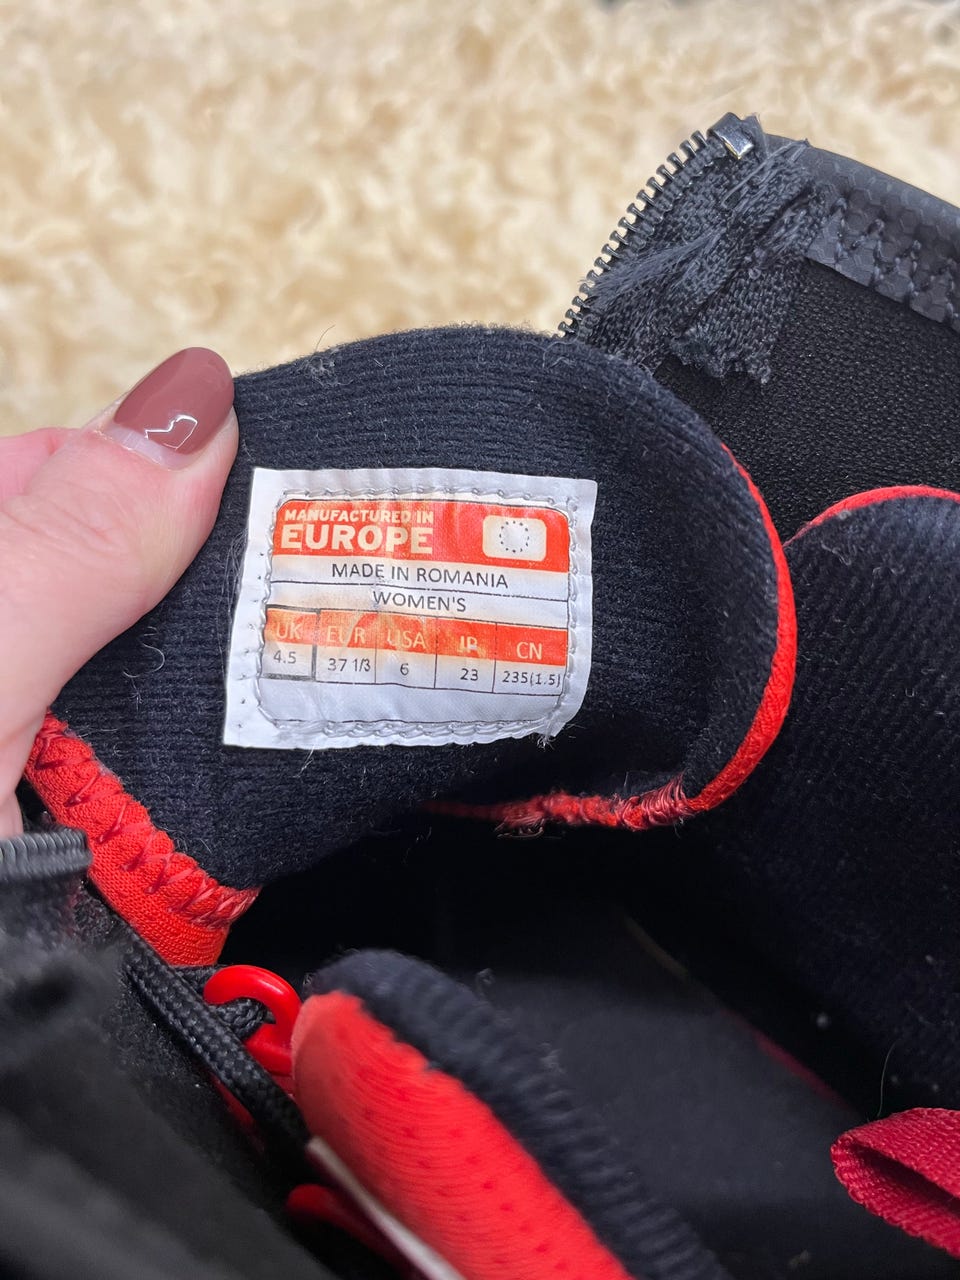 MANUFACTURED IN
EUROPE
MADE IN ROMANIA
WOMEN'S
UK EUR USA JP CN
4.5 37 1/3 6 23 235(1.5)